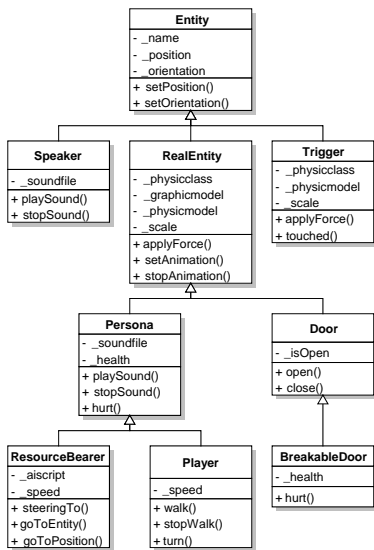 Entity
- _name
- _position
- _orientation
+ setPosition()
+ setOrientation()
Speaker
- _soundfile
+ playSound()
+ stopSound()
RealEntity
- _physicclass
- _graphicmodel
- _physicmodel
- _scale
+applyForce()
+ setAnimation()
+ stopAnimation()
Trigger
- _physicclass
- _physicmodel
- _scale
+ applyForce()
+ touched()
Persona
- _soundfile
- _health
+ playSound()
+ stopSound()
+ hurt()
Door
- _isOpen
+ open()
+ close()
ResourceBearer
- _aiscript
- _speed
+ steeringTo()
+goToEntity()
+ goToPosition()
Player
- _speed
+ walk()
+ stopWalk()
+ turn()
BreakableDoor
- _health
+ hurt()